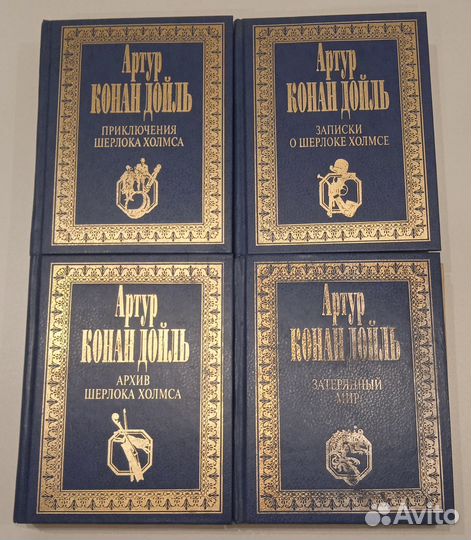 Артур
КОНАН ДОЙЛЬ
ПРИКЛЮЧЕНИЯ
ШЕРЛОКА ХОЛМСА
Артур
КОНАН ДОЙЛЬ
ЗАПИСКИ
О ШЕРЛОКЕ ХОЛМСЕ
Артур
КОНАН ДОЙЛЬ
АРХИВ
ШЕРЛОКА ХОЛМСА
Артур
КОНАН ДОЙЛЬ
ЗАТЕРЯННЫЙ
МИР
Avito